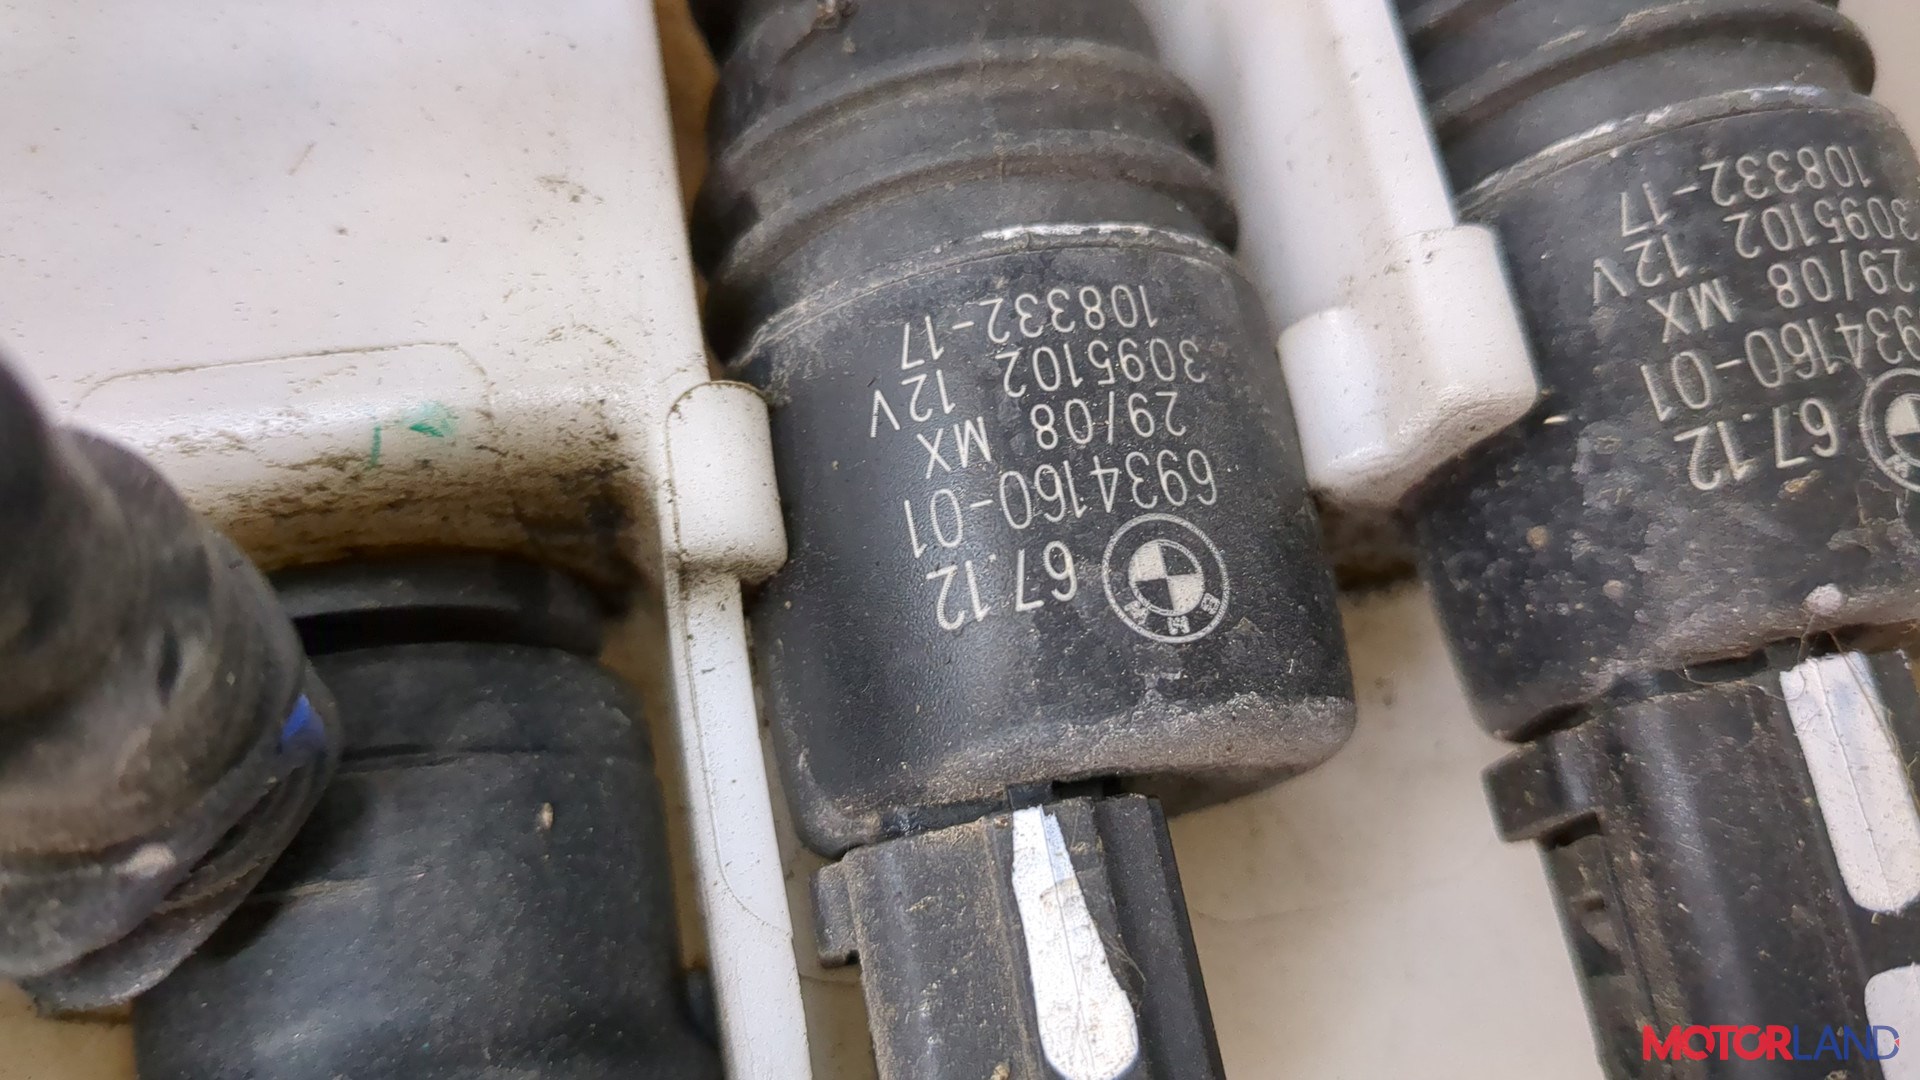 BMW 67.12
6934160-01
29/08 MX
3095102 12V
108332-17
67.12
934160-01
29/08 MX
3095102 12V
108332-17
MOTORLAND